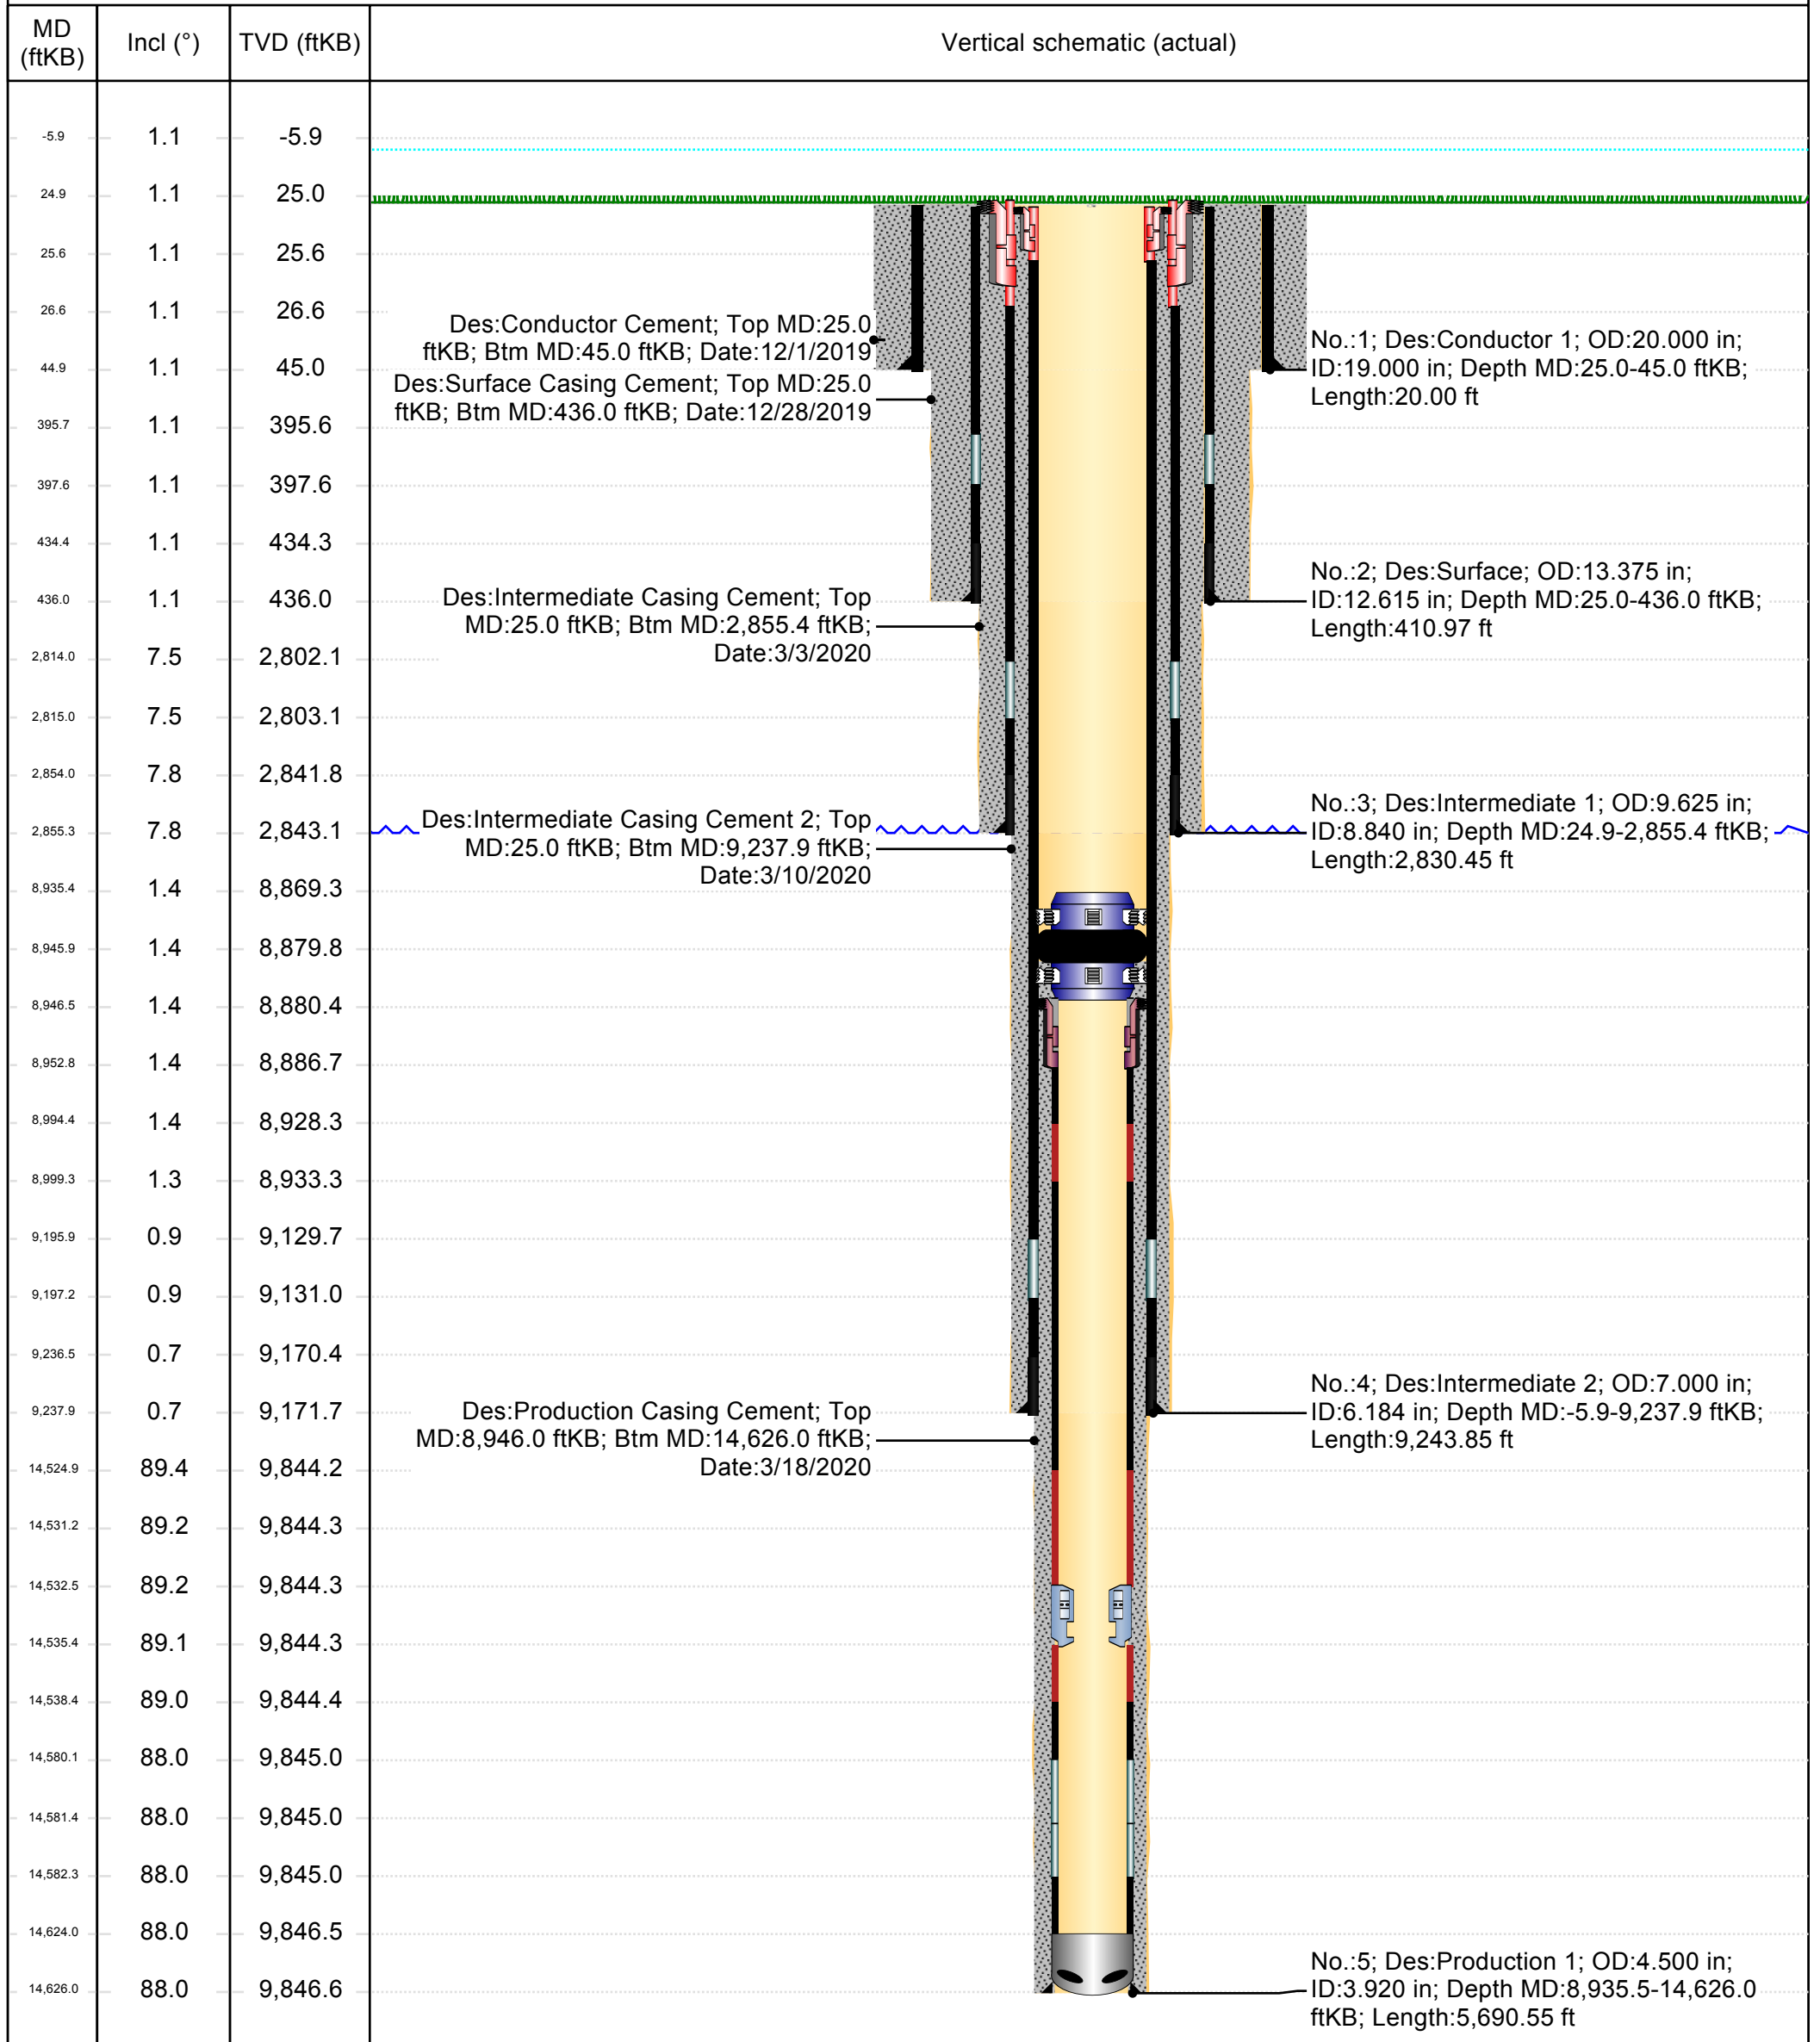 MD (ftKB) Incl (°) TVD (ftKB) Vertical schematic (actual)
-5.9 1.1 -5.9
24.9 1.1 25.0
25.6 1.1 25.6
26.6 1.1 26.6
Des:Conductor Cement; Top MD:25.0
ftKB; Btm MD:45.0 ftKB; Date:12/1/2019
No.:1; Des:Conductor 1; OD:20.000 in;
ID:19.000 in; Depth MD:25.0-45.0 ftKB;
Length:20.00 ft
44.9 1.1 45.0
Des:Surface Casing Cement; Top MD:25.0
ftKB; Btm MD:436.0 ftKB; Date:12/28/2019
395.7 1.1 395.6
397.6 1.1 397.6
434.4 1.1 434.3
No.:2; Des:Surface; OD:13.375 in;
ID:12.615 in; Depth MD:25.0-436.0 ftKB;
Length:410.97 ft
436.0 1.1 436.0
Des:Intermediate Casing Cement; Top
MD:25.0 ftKB; Btm MD:2,855.4 ftKB;
Date:3/3/2020
2,814.0 7.5 2,802.1
2,815.0 7.5 2,803.1
2,854.0 7.8 2,841.8
No.:3; Des:Intermediate 1; OD:9.625 in;
ID:8.840 in; Depth MD:24.9-2,855.4 ftKB;
Length:2,830.45 ft
2,855.3 7.8 2,843.1
Des:Intermediate Casing Cement 2; Top
MD:25.0 ftKB; Btm MD:9,237.9 ftKB;
Date:3/10/2020
8,935.4 1.4 8,869.3
8,945.9 1.4 8,879.8
8,946.5 1.4 8,880.4
8,952.8 1.4 8,886.7
8,994.4 1.4 8,928.3
8,999.3 1.3 8,933.3
9,195.9 0.9 9,129.7
9,197.2 0.9 9,131.0
9,236.5 0.7 9,170.4
No.:4; Des:Intermediate 2; OD:7.000 in;
ID:6.184 in; Depth MD:-5.9-9,237.9 ftKB;
Length:9,243.85 ft
9,237.9 0.7 9,171.7
Des:Production Casing Cement; Top
MD:8,946.0 ftKB; Btm MD:14,626.0 ftKB;
Date:3/18/2020
14,524.9 89.4 9,844.2
14,531.2 89.2 9,844.3
14,532.5 89.2 9,844.3
14,535.4 89.1 9,844.3
14,538.4 89.0 9,844.4
14,580.1 88.0 9,845.0
14,581.4 88.0 9,845.0
14,582.3 88.0 9,845.0
14,624.0 88.0 9,846.5
14,626.0 88.0 9,846.6
No.:5; Des:Production 1; OD:4.500 in;
ID:3.920 in; Depth MD:8,935.5-14,626.0
ftKB; Length:5,690.55 ft